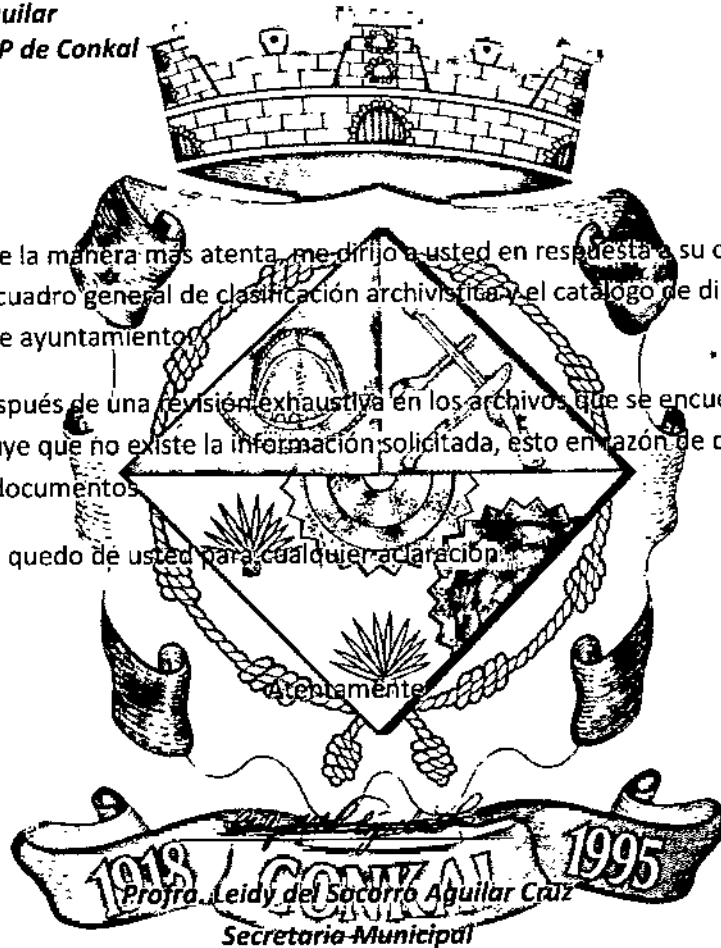 uilar
P de Conkal
e la manera más atenta, me dirijo a usted en respuesta a su
cuadro general de clasificación archivística y el catálogo de di
e ayuntamiento
spués de una revisión exhaustiva en los archivos que se encue
ye que no existe la información solicitada, esto en razón de
documentos
quedo de usted para cualquier aclaración.
Atentamente
1918 CONKAL 1995
Profra. Leidy del Socorro Aguilar Cruz
Secretaria Municipal